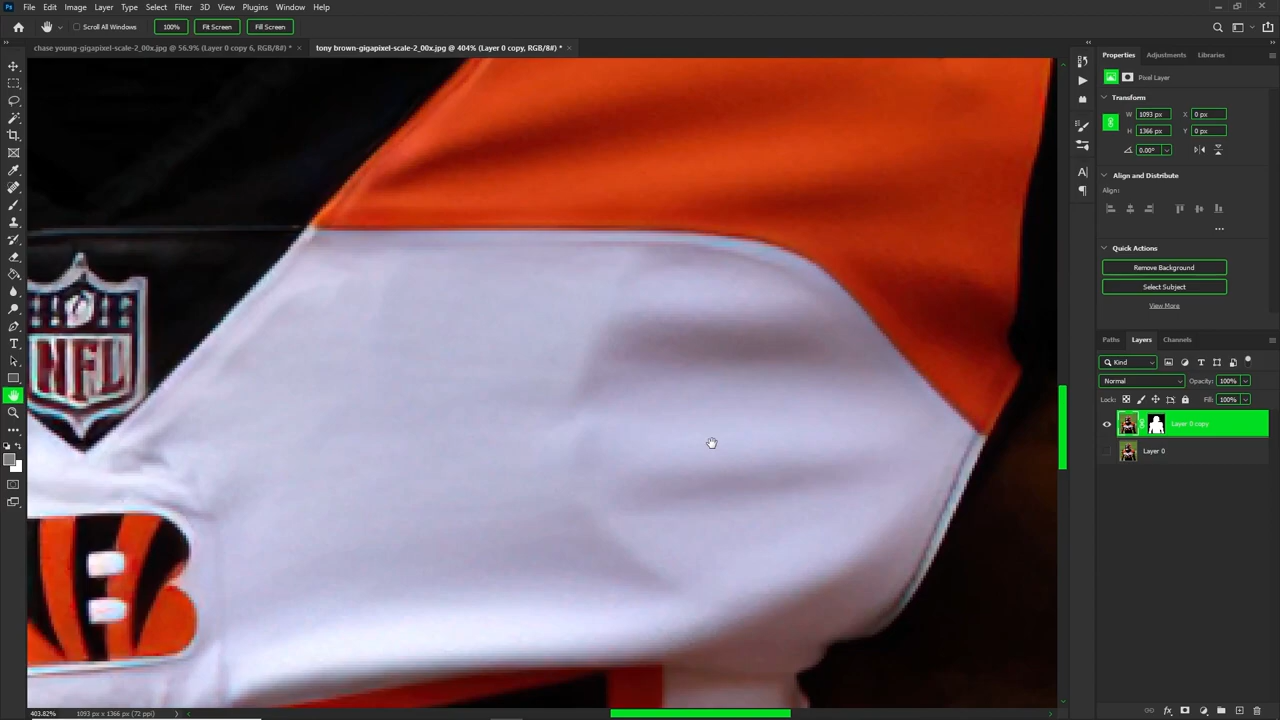 Ps File Edit Image Layer Type Select Filter 3D View Plugins Window Help
Scroll All Windows 100% Fit Screen Fill Screen
chase young-gigapixel-scale-2_00x.jpg @ 56.9% (Layer 0 copy 6, RGB/8#) * × tony brown-gigapixel-scale-2_00x.jpg @ 404% (Layer 0 copy, RGB/8#) * ×
Properties Adjustments Libraries
Pixel Layer
Transform
W 1093 px X 0 px
H 1366 px Y 0 px
0.00°
Align and Distribute
Align:
Quick Actions
Remove Background
Select Subject
View More
Paths Layers Channels
Kind
Normal Opacity: 100%
Lock: Fill: 100%
Layer 0 copy
Layer 0
NFL
403.82% 1093 px x 1366 px (72 ppi)